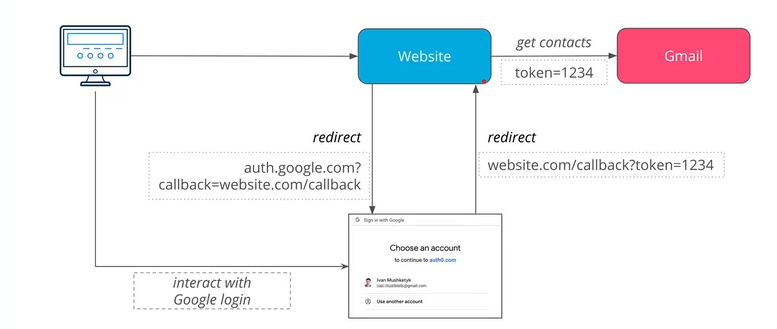 get contacts
Website
Gmail
token=1234
redirect
redirect
auth.google.com?
callback=website.com/callback
website.com/callback?token=1234
Sign in with Google
Choose an account
to continue to auth0.com
Ivan Mushketyk
@gmail.com
Use another account
interact with
Google login